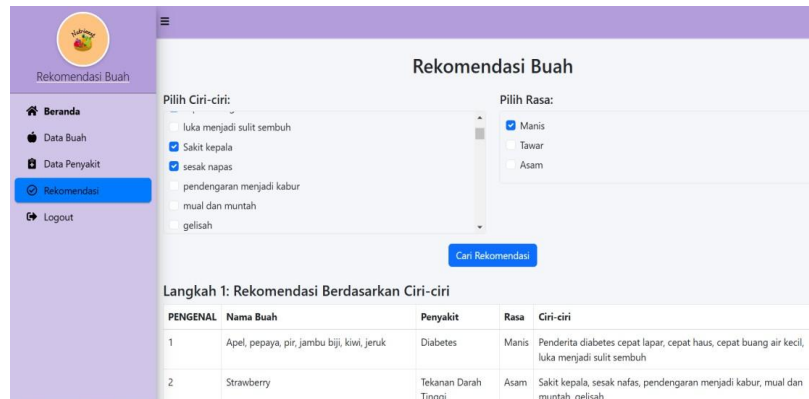 Nutrimend
Rekomendasi Buah
Beranda
Data Buah
Data Penyakit
Rekomendasi
Logout
Rekomendasi Buah
Pilih Ciri-ciri:
luka menjadi sulit sembuh
Sakit kepala
sesak napas
pendengaran menjadi kabur
mual dan muntah
gelisah
Pilih Rasa:
Manis
Tawar
Asam
Cari Rekomendasi
Langkah 1: Rekomendasi Berdasarkan Ciri-ciri
PENGENAL Nama Buah Penyakit Rasa Ciri-ciri
1 Apel, pepaya, pir, jambu biji, kiwi, jeruk Diabetes Manis Penderita diabetes cepat lapar, cepat haus, cepat buang air kecil,
luka menjadi sulit sembuh
2 Strawberry Tekanan Darah Asam Sakit kepala, sesak nafas, pendengaran menjadi kabur, mual dan
Tinggi muntah, gelisah